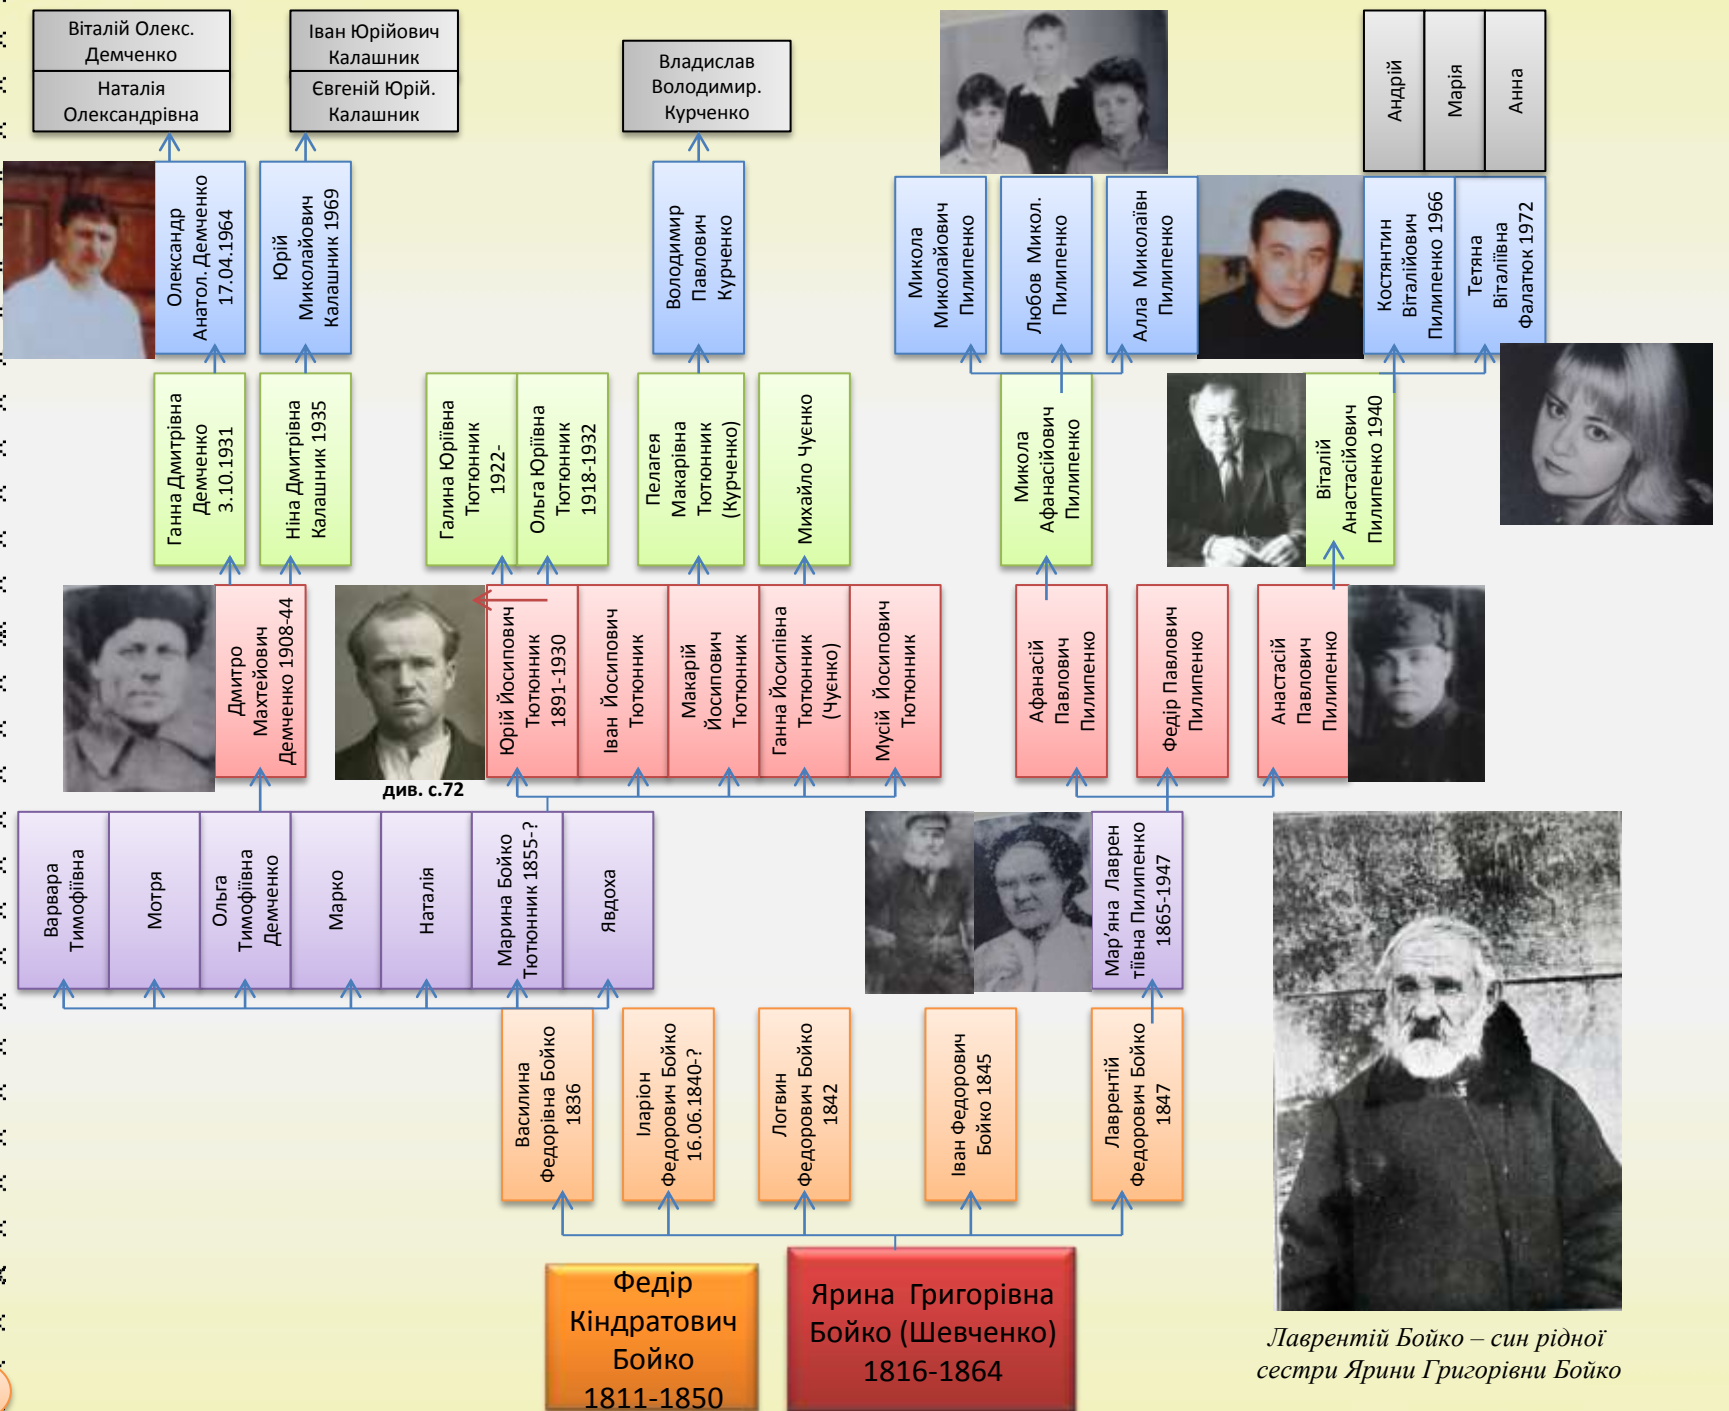 Віталій Олекс.
Демченко
Наталія
Олександрівна
Іван Юрійович
Калашник
Євгеній Юрій.
Калашник
Владислав
Володимир.
Курченко
Андрій
Марія
Анна
Олександр
Анатол. Демченко
17.04.1964
Юрій
Миколайович
Калашник 1969
Володимир
Павлович
Курченко
Микола
Миколайович
Пилипенко
Любов Микол.
Пилипенко
Алла Миколаївн
Пилипенко
Костянтин
Віталійович
Пилипенко 1966
Тетяна
Віталіївна
Фалатюк 1972
Ганна Дмитрівна
Демченко
3.10.1931
Ніна Дмитрівна
Калашник 1935
Галина Юріївна
Тютюнник
1922-
Ольга Юріївна
Тютюнник
1918-1932
Пелагея
Макарівна
Тютюнник
(Курченко)
Михайло Чуєнко
Микола
Афанасійович
Пилипенко
Віталій
Анастасійович
Пилипенко 1940
Дмитро
Махтейович
Демченко 1908-44
див. с.72
Юрій Йосипович
Тютюнник
1891-1930
Іван Йосипович
Тютюнник
Макарій
Йосипович
Тютюнник
Ганна Йосипівна
Тютюнник
(Чуєнко)
Мусій Йосипович
Тютюнник
Афанасій
Павлович
Пилипенко
Федір Павлович
Пилипенко
Анастасій
Павлович
Пилипенко
Варвара
Тимофіївна
Мотря
Ольга
Тимофіївна
Демченко
Марко
Наталія
Марина Бойко
Тютюнник 1855-?
Явдоха
Мар’яна Лаврен
тіївна Пилипенко
1865-1947
Василина
Федорівна Бойко
1836
Іларіон
Федорович Бойко
16.06.1840-?
Логвин
Федорович Бойко
1842
Іван Федорович
Бойко 1845
Лаврентій
Федорович Бойко
1847
Федір
Кіндратович
Бойко
1811-1850
Ярина Григорівна
Бойко (Шевченко)
1816-1864
Лаврентій Бойко – син рідної
сестри Ярини Григорівни Бойко